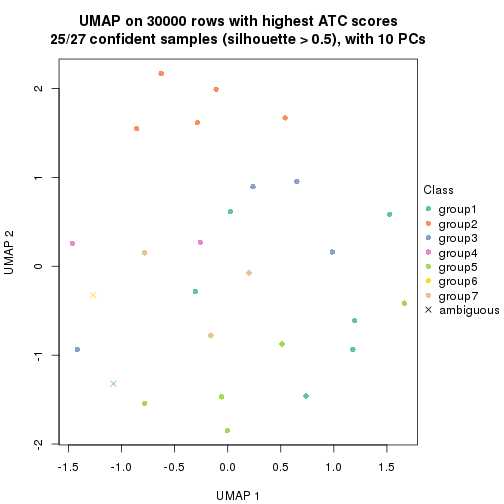 UMAP on 30000 rows with highest ATC scores
25/27 confident samples (silhouette > 0.5), with 10 PCs
UMAP 2
2
1
0
-1
-2
-1.5
-1.0
-0.5
0.0
0.5
1.0
1.5
UMAP 1
Class
group1
group2
group3
group4
group5
group6
group7
ambiguous